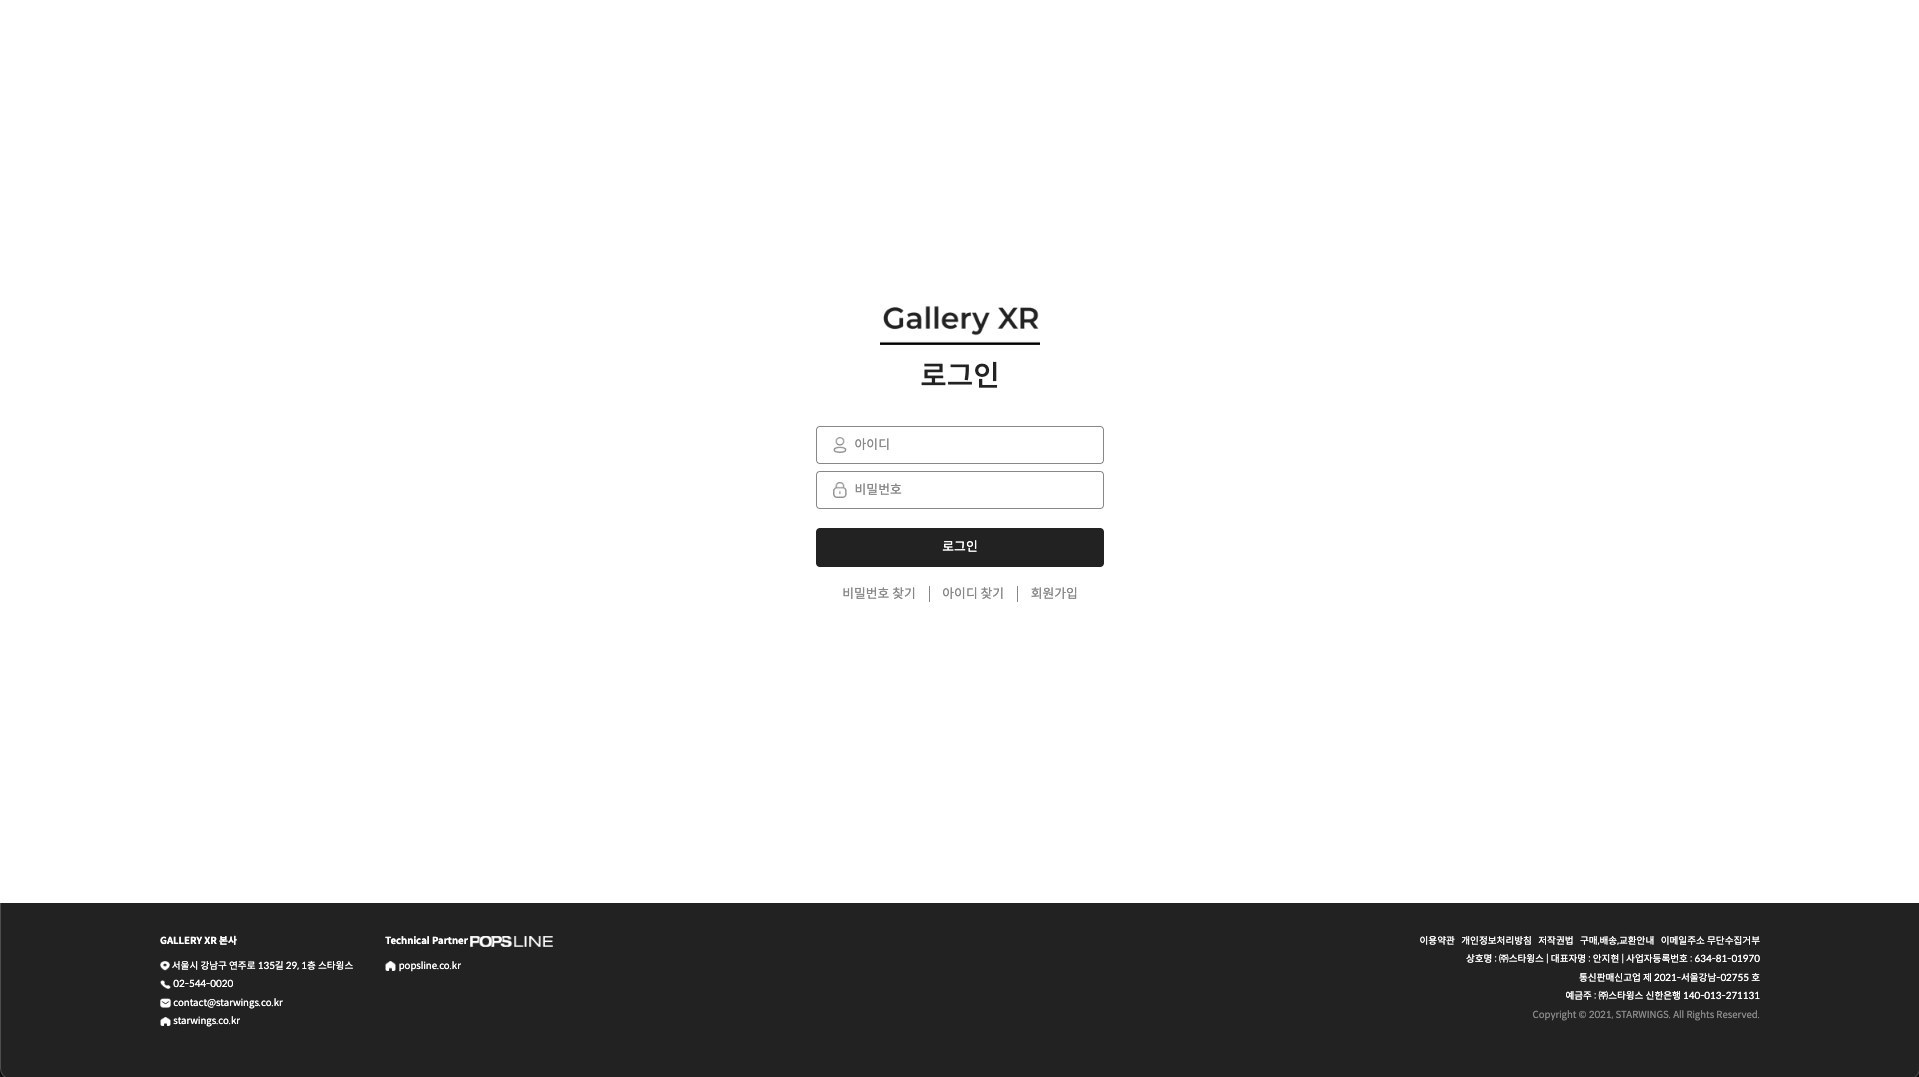 Gallery XR
로그인
아이디
비밀번호
로그인
비밀번호 찾기 | 아이디 찾기 | 회원가입
GALLERY XR 본사
서울시 강남구 언주로 135길 29, 1층 스타윙스
02-544-0020
contact@starwings.co.kr
starwings.co.kr
Technical Partner POPSLINE
popsline.co.kr
이용약관 개인정보처리방침 저작권법 구매,배송,교환안내 이메일주소 무단수집거부
상호명 : ㈜스타윙스 | 대표자명 : 안지현 | 사업자등록번호 : 634-81-01970
통신판매신고업 제 2021-서울강남-02755 호
예금주 : ㈜스타윙스 신한은행 140-013-271131
Copyright © 2021, STARWINGS. All Rights Reserved.